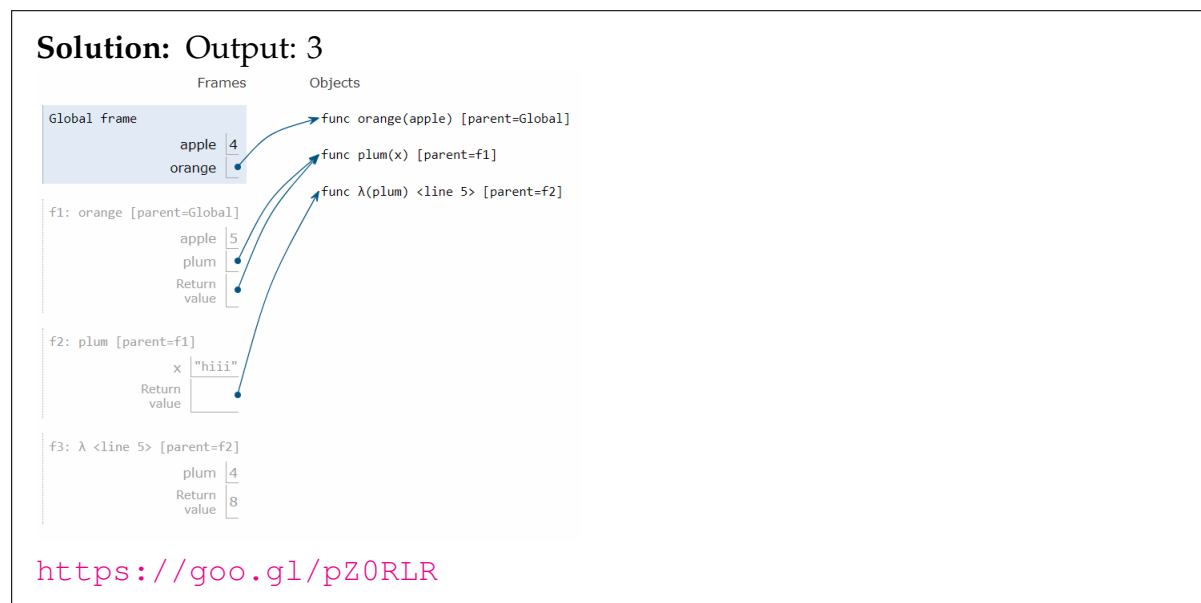 Solution: Output: 3
Frames Objects
Global frame func orange(apple) [parent=Global]
apple 4
func plum(x) [parent=f1]
orange
func λ(plum) <line 5> [parent=f2]
f1: orange [parent=Global]
apple 5
plum
Return
value
f2: plum [parent=f1]
x "hiii"
Return
value
f3: λ <line 5> [parent=f2]
plum 4
Return
value 8
https://goo.gl/pZ0RLR